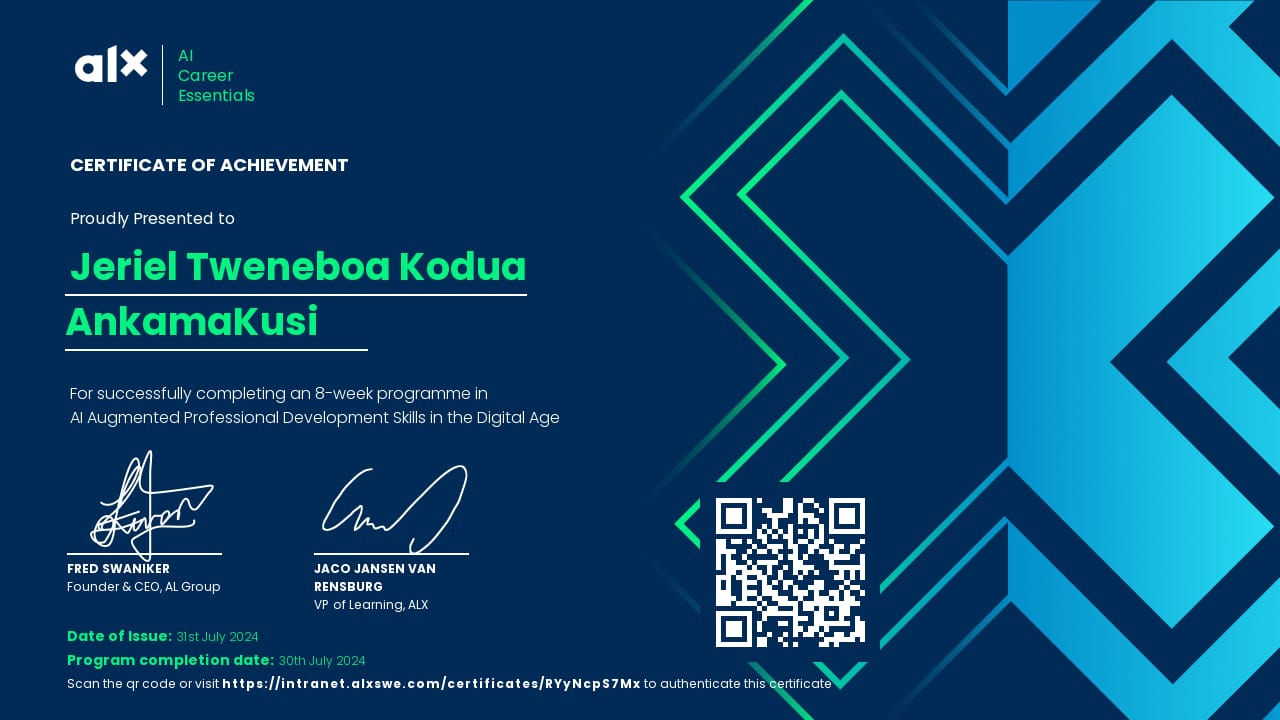 alx
AI
Career
Essentials
CERTIFICATE OF ACHIEVEMENT
Proudly Presented to
Jeriel Tweneboa Kodua
AnkamaKusi
For successfully completing an 8-week programme in
AI Augmented Professional Development Skills in the Digital Age
FRED SWANIKER
Founder & CEO, AL Group
JACO JANSEN VAN
RENSBURG
VP of Learning, ALX
Date of Issue: 31st July 2024
Program completion date: 30th July 2024
Scan the qr code or visit https://intranet.alxswe.com/certificates/RYyNcpS7Mx to authenticate this certificate